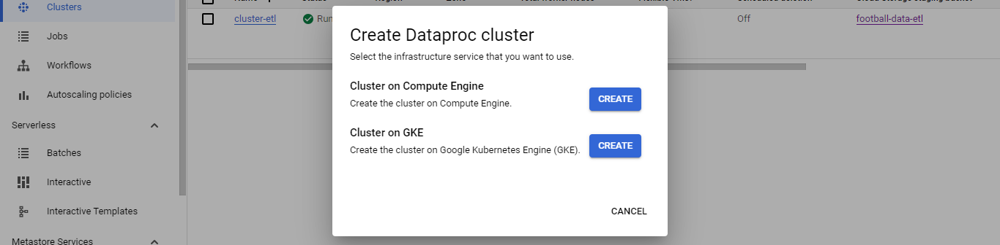 Clusters
Jobs
Workflows
Autoscaling policies
Serverless
Batches
Interactive
Interactive Templates
Metastore Services
cluster-etl
Run
Off
football-data-etl
Create Dataproc cluster
Select the infrastructure service that you want to use.
Cluster on Compute Engine
Create the cluster on Compute Engine.
CREATE
Cluster on GKE
Create the cluster on Google Kubernetes Engine (GKE).
CREATE
CANCEL